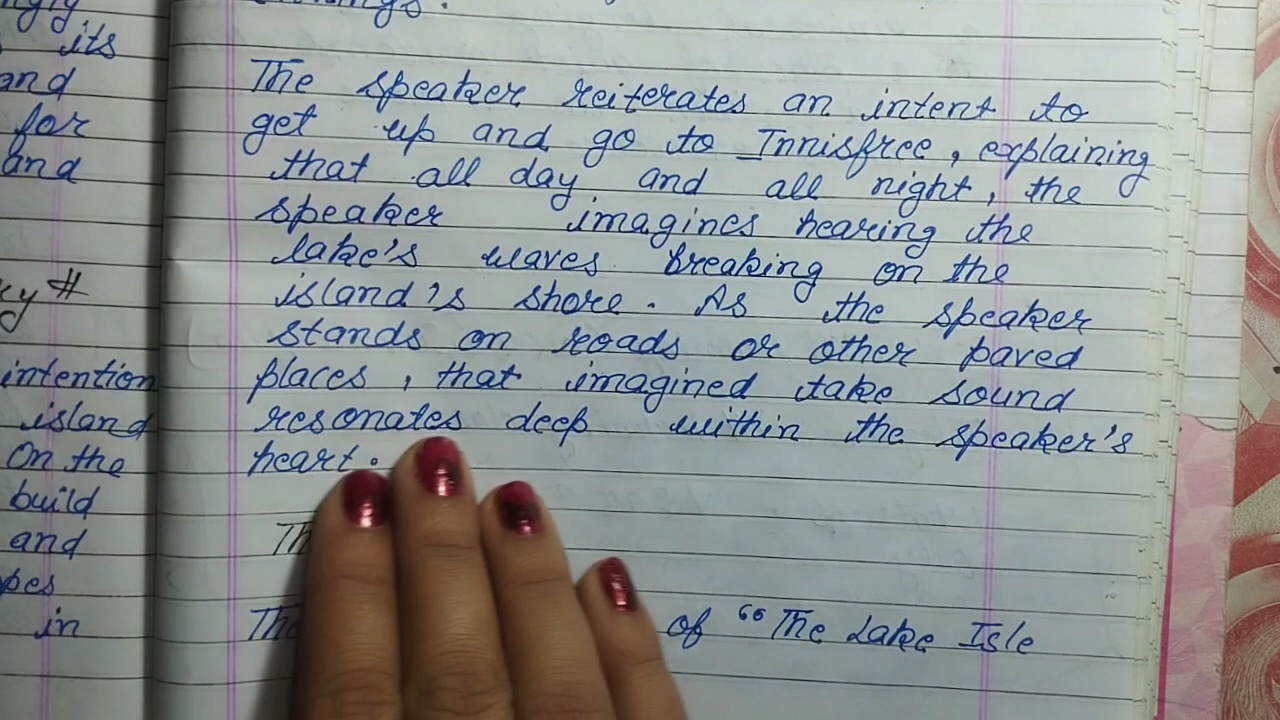 its
and
for
and
intention
island
On the
build
and
in
The speaker reiterates an intent to
get up and go to Innisfree, explaining
that all day and all night, the
speaker imagines hearing the
lake's waves breaking on the
island's shore. As the speaker
stands on roads or other paved
places, that imagined take sound
resonates deep within the speaker's
heart.
of "The Lake Isle